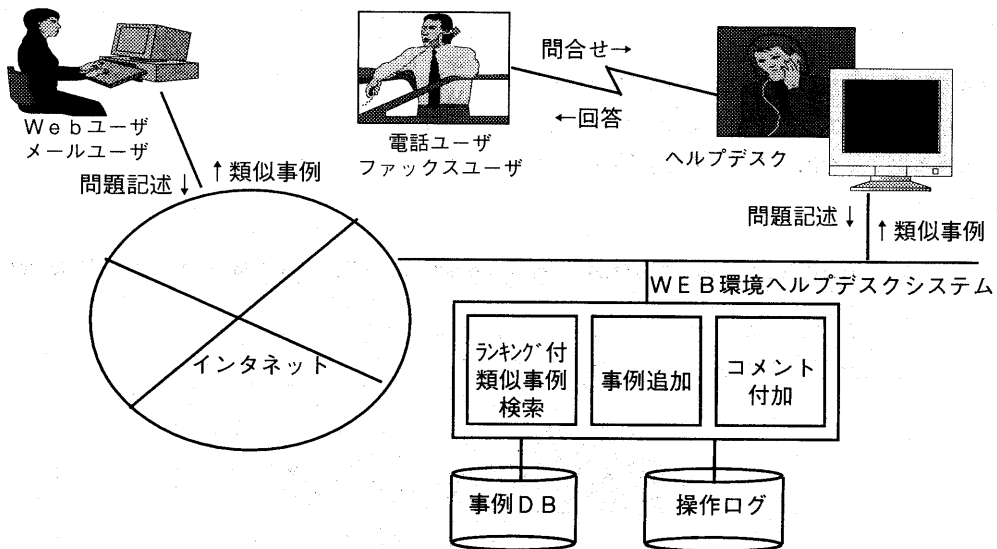 Ｗｅｂユーザ
メールユーザ
問題記述↓
↑類似事例
電話ユーザ
ファックスユーザ
問合せ→
←回答
ヘルプデスク
問題記述↓
↑類似事例
インタネット
ＷＥＢ環境ヘルプデスクシステム
ﾗﾝｷﾝｸﾞ付
類似事例
検索
事例追加
コメント
付加
事例ＤＢ
操作ログ